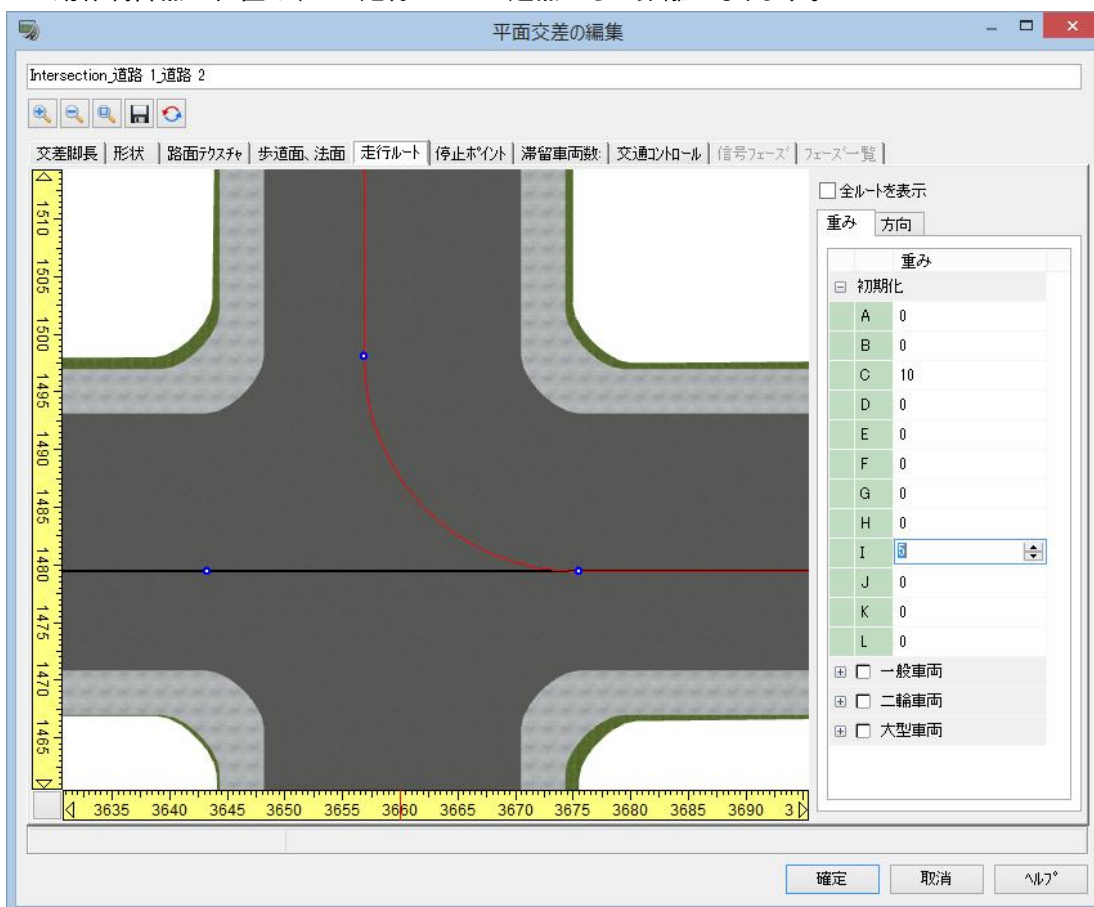 平面交差の編集
Intersection_道路 1_道路 2
交差脚長 形状 路面テクスチャ 歩道面、法面 走行ルート 停止ポイント 滞留車両数: 交通コントロール 信号フェーズ フェーズ一覧
全ルートを表示
重み 方向
重み
初期化
A 0
B 0
C 10
D 0
E 0
F 0
G 0
H 0
I 5
J 0
K 0
L 0
一般車両
二輪車両
大型車両
1510
1505
1500
1495
1490
1485
1480
1475
1470
1465
3635 3640 3645 3650 3655 3660 3665 3670 3675 3680 3685 3690 3
確定 取消 ヘルプ